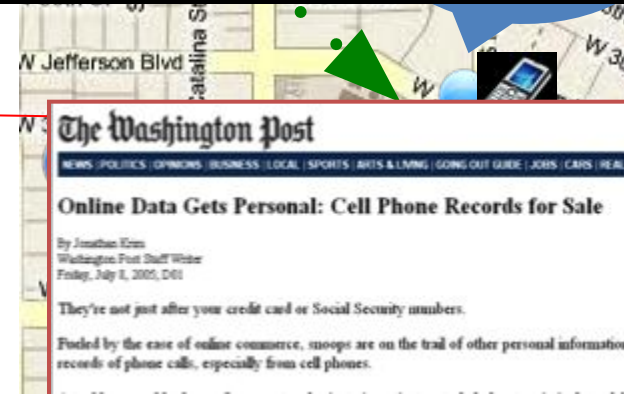 W Jefferson Blvd
Catalina St
W 36
W
W 3
The Washington Post
NEWS | POLITICS | OPINIONS | BUSINESS | LOCAL | SPORTS | ARTS & LIVING | GOING OUT GUIDE | JOBS | CARS | REAL
Online Data Gets Personal: Cell Phone Records for Sale
By Jonathan Krim
Washington Post Staff Writer
Friday, July 8, 2005; D01
They're not just after your credit card or Social Security numbers.
Fueled by the ease of online commerce, snoops are on the trail of other personal information
records of phone calls, especially from cell phones.